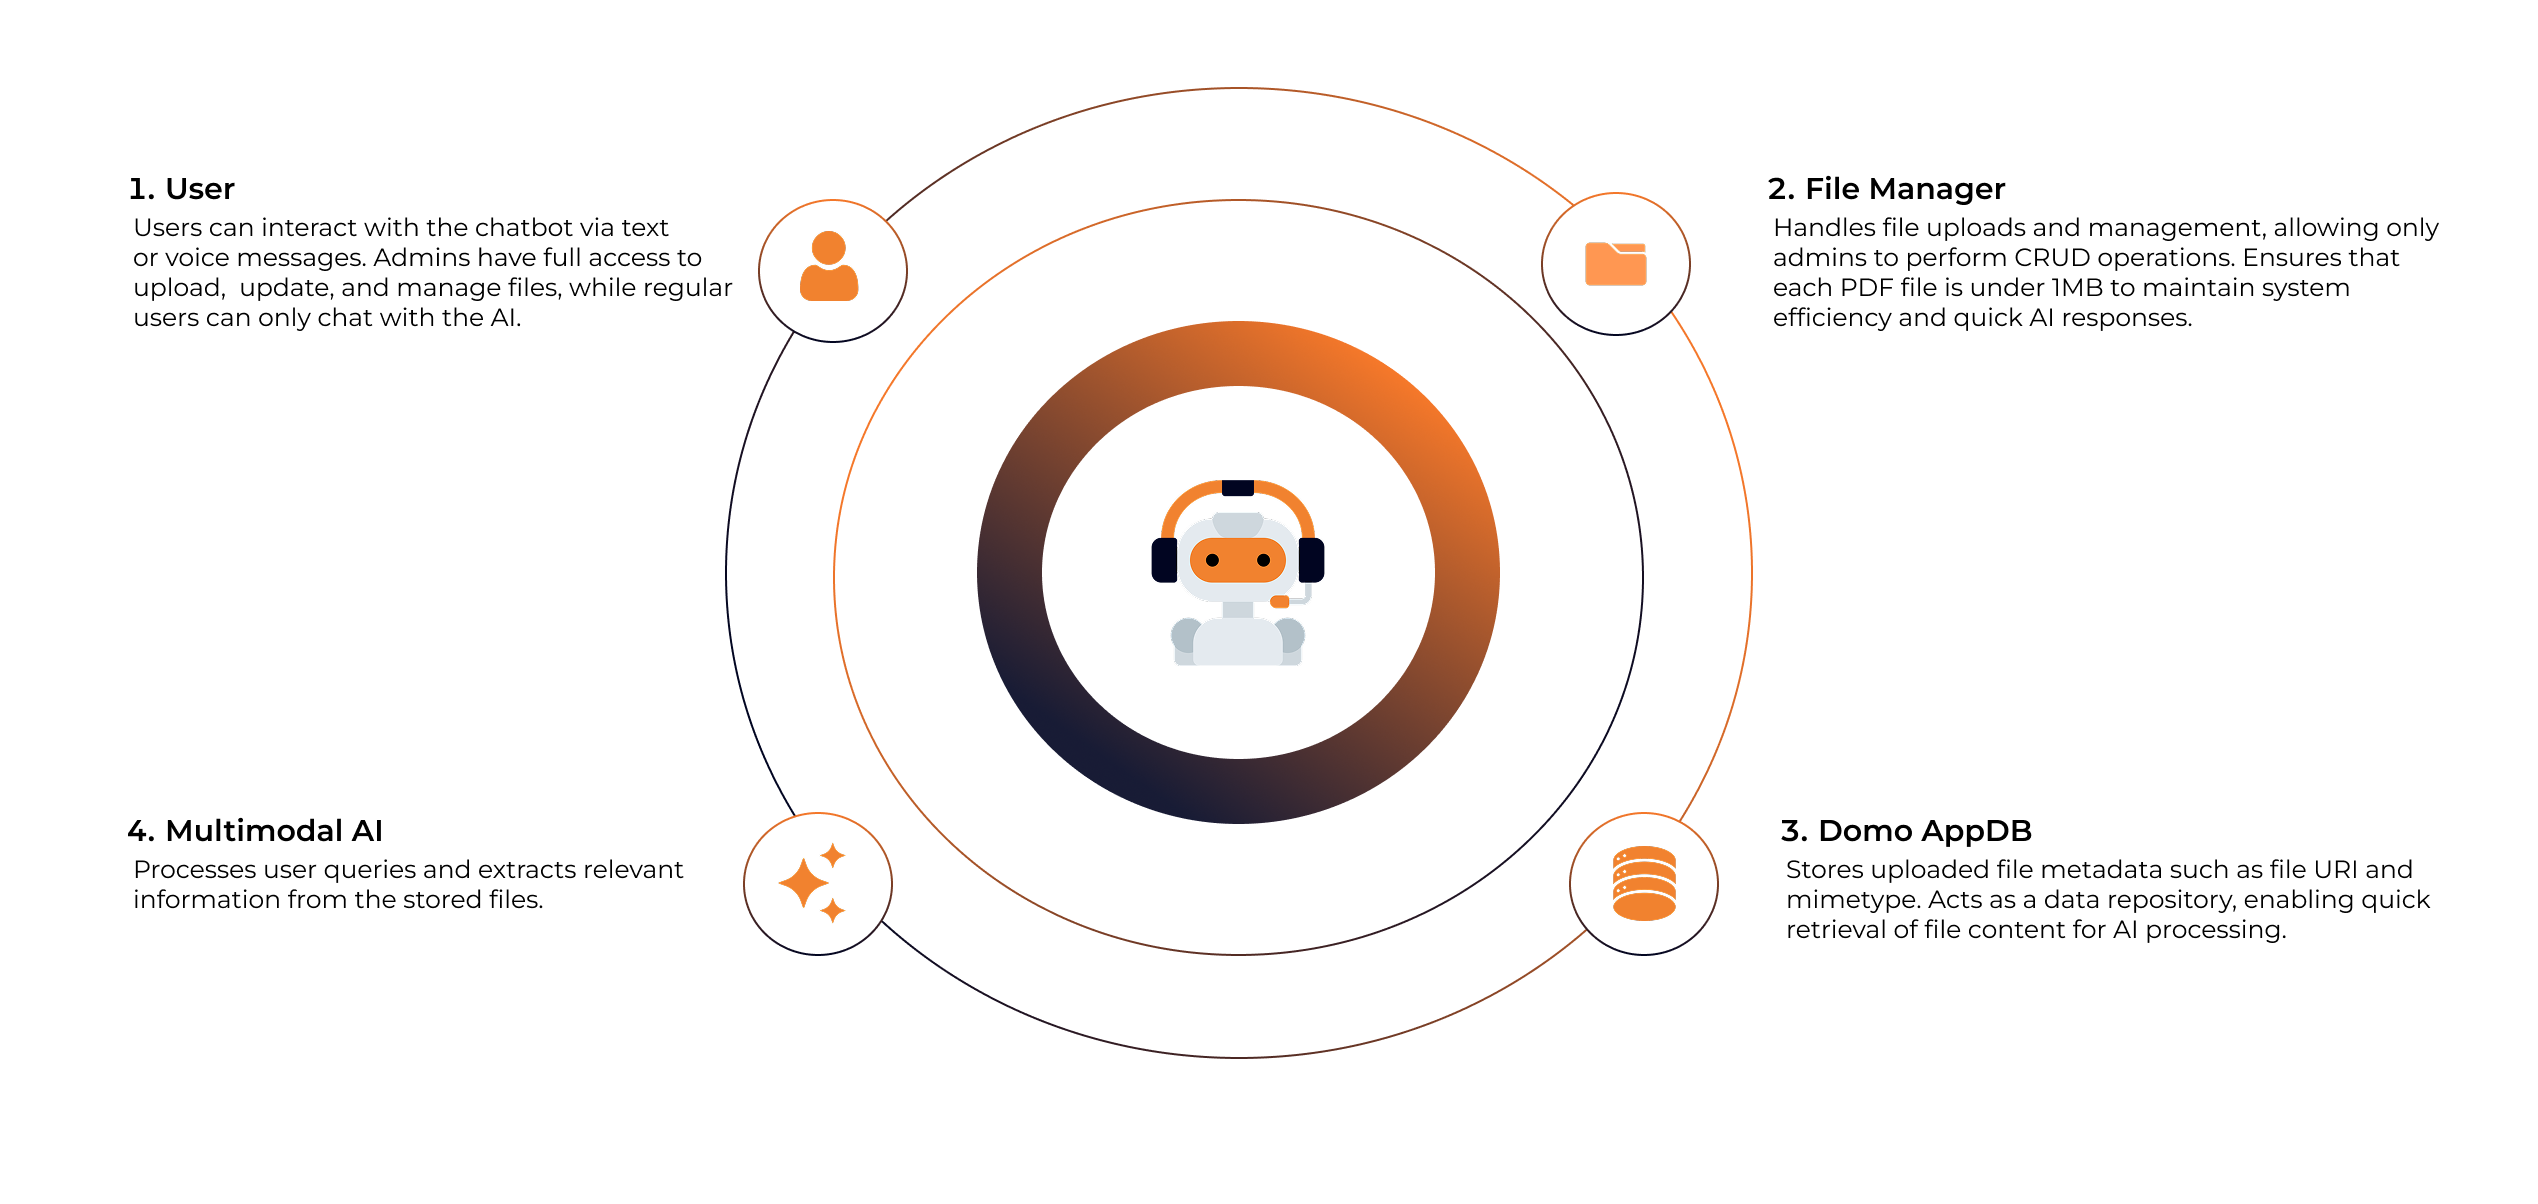 1. User
Users can interact with the chatbot via text
or voice messages. Admins have full access to
upload,  update, and manage files, while regular
users can only chat with the AI.
2. File Manager
Handles file uploads and management, allowing only
admins to perform CRUD operations. Ensures that
each PDF file is under 1MB to maintain system
efficiency and quick AI responses.
4. Multimodal AI
Processes user queries and extracts relevant
information from the stored files.
3. Domo AppDB
Stores uploaded file metadata such as file URI and
mimetype. Acts as a data repository, enabling quick
retrieval of file content for AI processing.